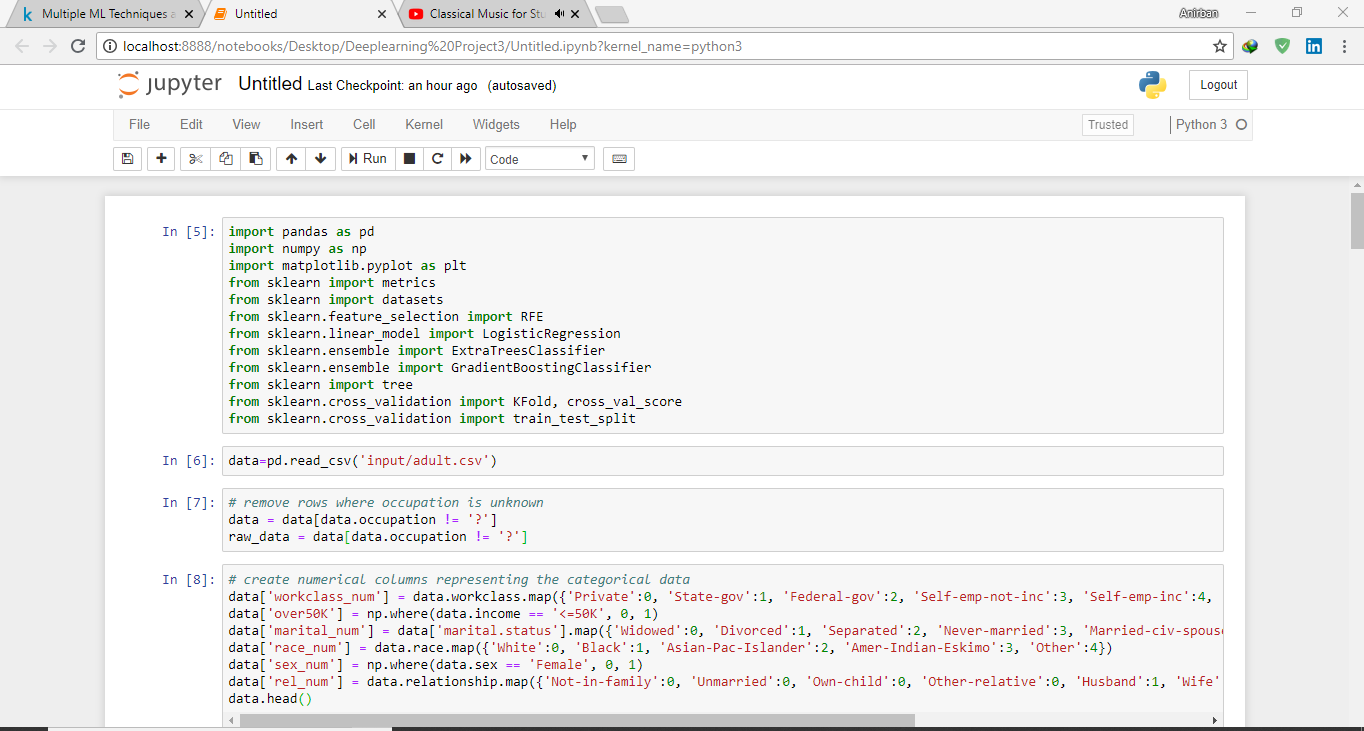 Multiple ML Techniques a
Untitled
Classical Music for Stu
Anirban
localhost:8888/notebooks/Desktop/Deeplearning%20Project3/Untitled.ipynb?kernel_name=python3
jupyter Untitled Last Checkpoint: an hour ago (autosaved)
Logout
File Edit View Insert Cell Kernel Widgets Help
Trusted
Python 3
Run
Code
In [5]:
import pandas as pd
import numpy as np
import matplotlib.pyplot as plt
from sklearn import metrics
from sklearn import datasets
from sklearn.feature_selection import RFE
from sklearn.linear_model import LogisticRegression
from sklearn.ensemble import ExtraTreesClassifier
from sklearn.ensemble import GradientBoostingClassifier
from sklearn import tree
from sklearn.cross_validation import KFold, cross_val_score
from sklearn.cross_validation import train_test_split
In [6]:
data=pd.read_csv('input/adult.csv')
In [7]:
# remove rows where occupation is unknown
data = data[data.occupation != '?']
raw_data = data[data.occupation != '?']
In [8]:
# create numerical columns representing the categorical data
data['workclass_num'] = data.workclass.map({'Private':0, 'State-gov':1, 'Federal-gov':2, 'Self-emp-not-inc':3, 'Self-emp-inc':4,
data['over50K'] = np.where(data.income == '<=50K', 0, 1)
data['marital_num'] = data['marital.status'].map({'Widowed':0, 'Divorced':1, 'Separated':2, 'Never-married':3, 'Married-civ-spouse
data['race_num'] = data.race.map({'White':0, 'Black':1, 'Asian-Pac-Islander':2, 'Amer-Indian-Eskimo':3, 'Other':4})
data['sex_num'] = np.where(data.sex == 'Female', 0, 1)
data['rel_num'] = data.relationship.map({'Not-in-family':0, 'Unmarried':0, 'Own-child':0, 'Other-relative':0, 'Husband':1, 'Wife'
data.head()